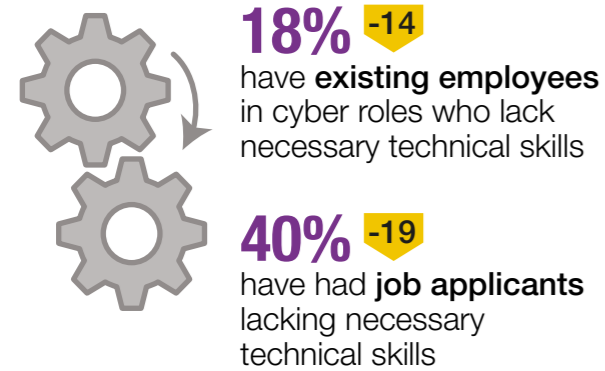 18% -14
have existing employees
in cyber roles who lack
necessary technical skills
40% -19
have had job applicants
lacking necessary
technical skills